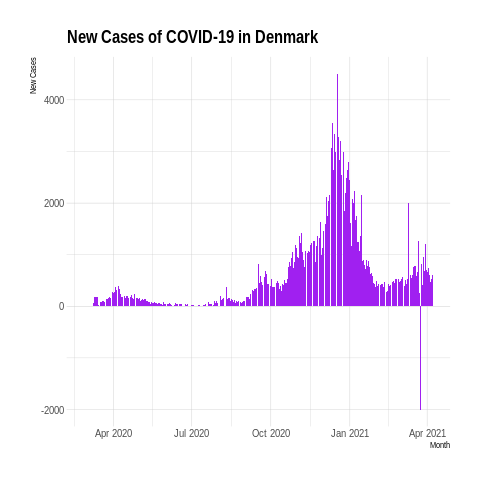 New Cases of COVID-19 in Denmark
New Cases
4000
2000
0
-2000
Apr 2020 Jul 2020 Oct 2020 Jan 2021 Apr 2021
Month